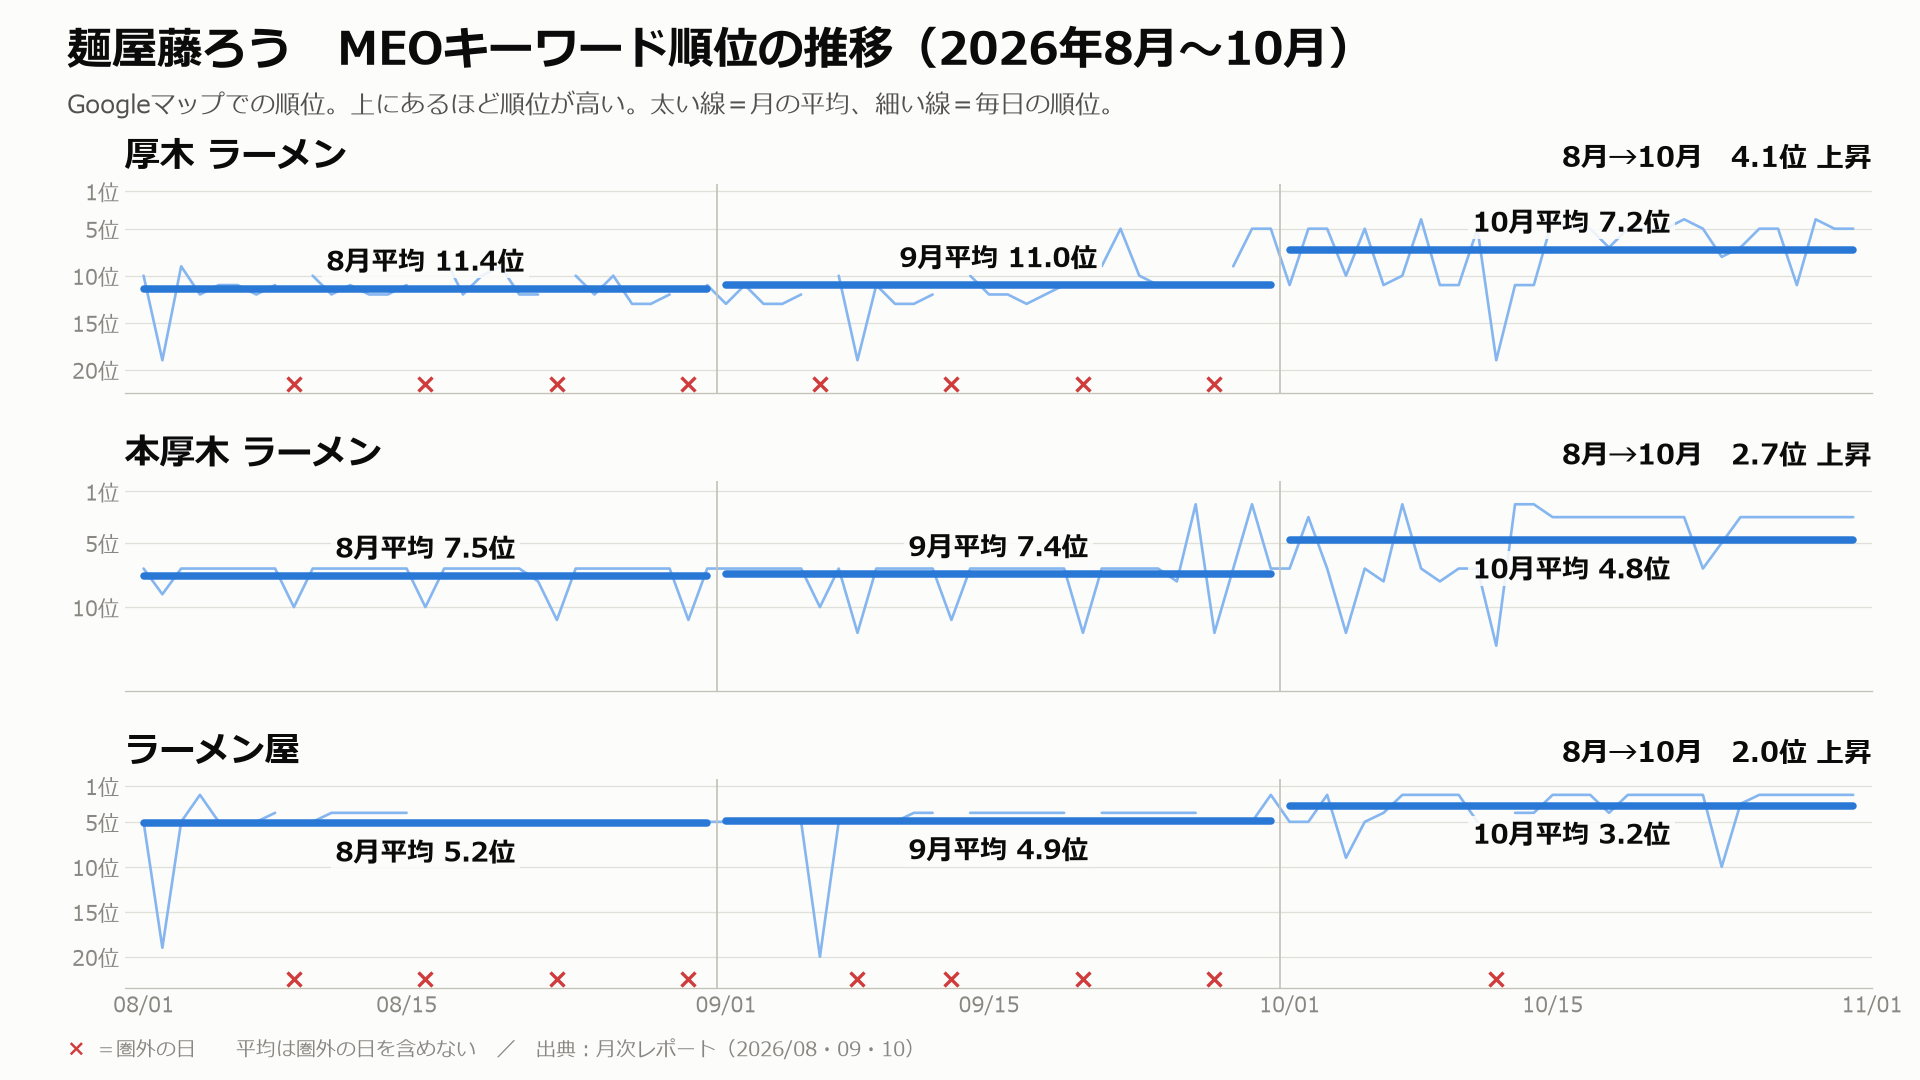 麺屋藤ろう　MEOキーワード順位の推移（2026年8月～10月）
Googleマップでの順位。上にあるほど順位が高い。太い線＝月の平均、細い線＝毎日の順位。
厚木 ラーメン
8月→10月　4.1位 上昇
1位
5位
10位
15位
20位
8月平均 11.4位
9月平均 11.0位
10月平均 7.2位
本厚木 ラーメン
8月→10月　2.7位 上昇
1位
5位
10位
8月平均 7.5位
9月平均 7.4位
10月平均 4.8位
ラーメン屋
8月→10月　2.0位 上昇
1位
5位
10位
15位
20位
8月平均 5.2位
9月平均 4.9位
10月平均 3.2位
08/01 08/15 09/01 09/15 10/01 10/15 11/01
×＝圏外の日　平均は圏外の日を含めない　／　出典：月次レポート（2026/08・09・10）